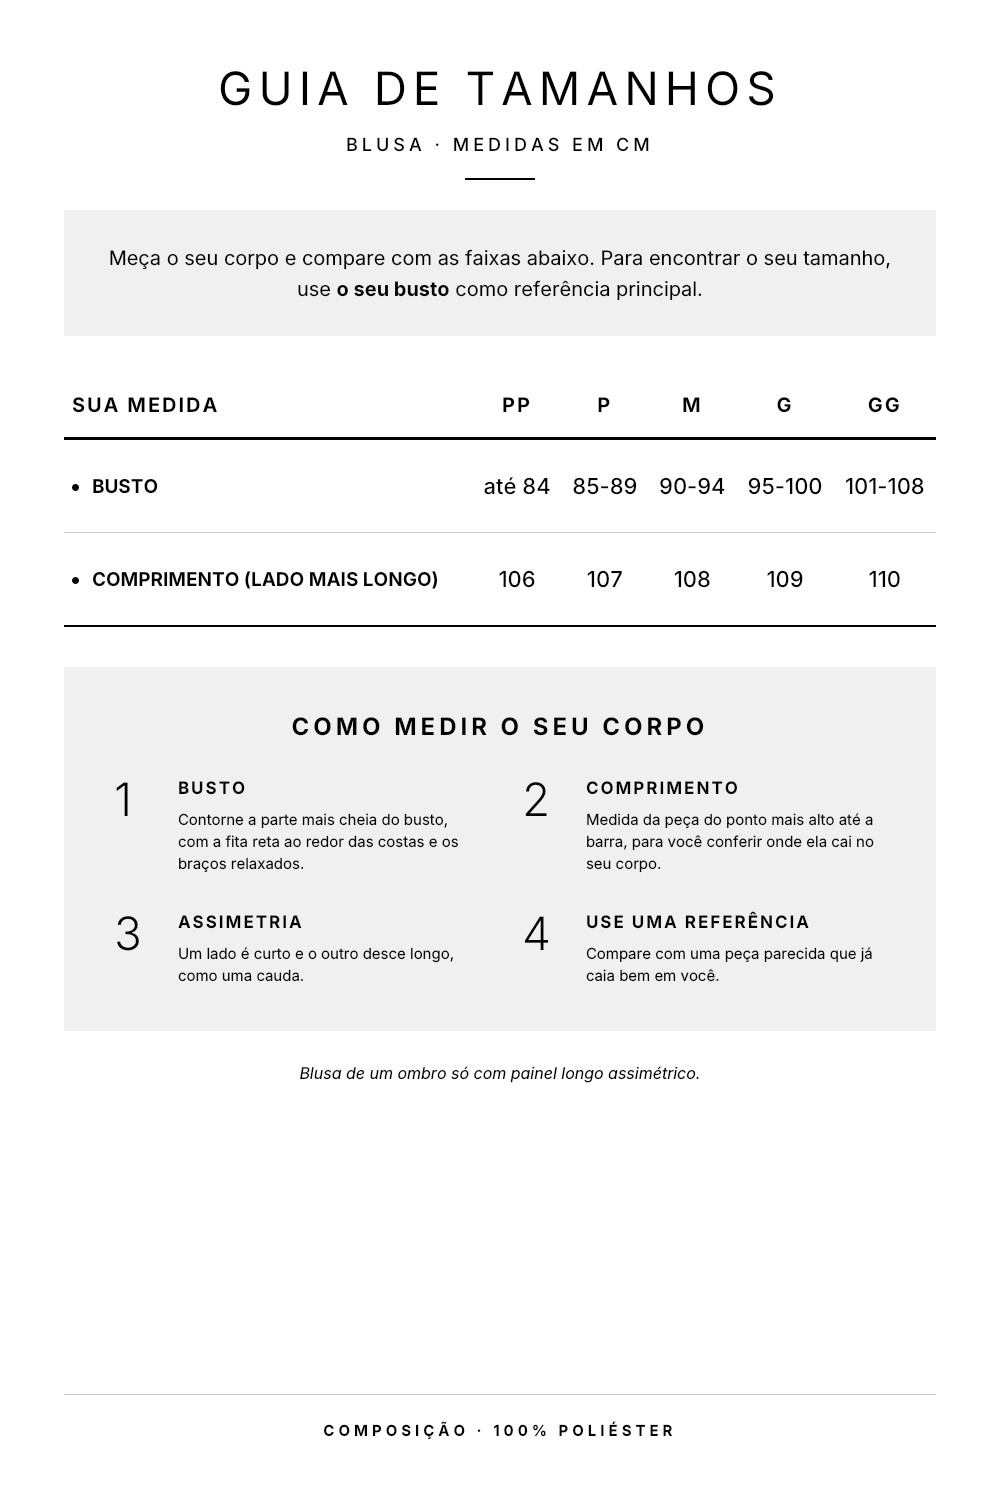 GUIA DE TAMANHOS
BLUSA · MEDIDAS EM CM
Meça o seu corpo e compare com as faixas abaixo. Para encontrar o seu tamanho,
use o seu busto como referência principal.
SUA MEDIDA PP P M G GG
• BUSTO até 84 85-89 90-94 95-100 101-108
• COMPRIMENTO (LADO MAIS LONGO) 106 107 108 109 110
COMO MEDIR O SEU CORPO
1 BUSTO
Contorne a parte mais cheia do busto,
com a fita reta ao redor das costas e os
braços relaxados.
2 COMPRIMENTO
Medida da peça do ponto mais alto até a
barra, para você conferir onde ela cai no
seu corpo.
3 ASSIMETRIA
Um lado é curto e o outro desce longo,
como uma cauda.
4 USE UMA REFERÊNCIA
Compare com uma peça parecida que já
caia bem em você.
Blusa de um ombro só com painel longo assimétrico.
COMPOSIÇÃO · 100% POLIÉSTER